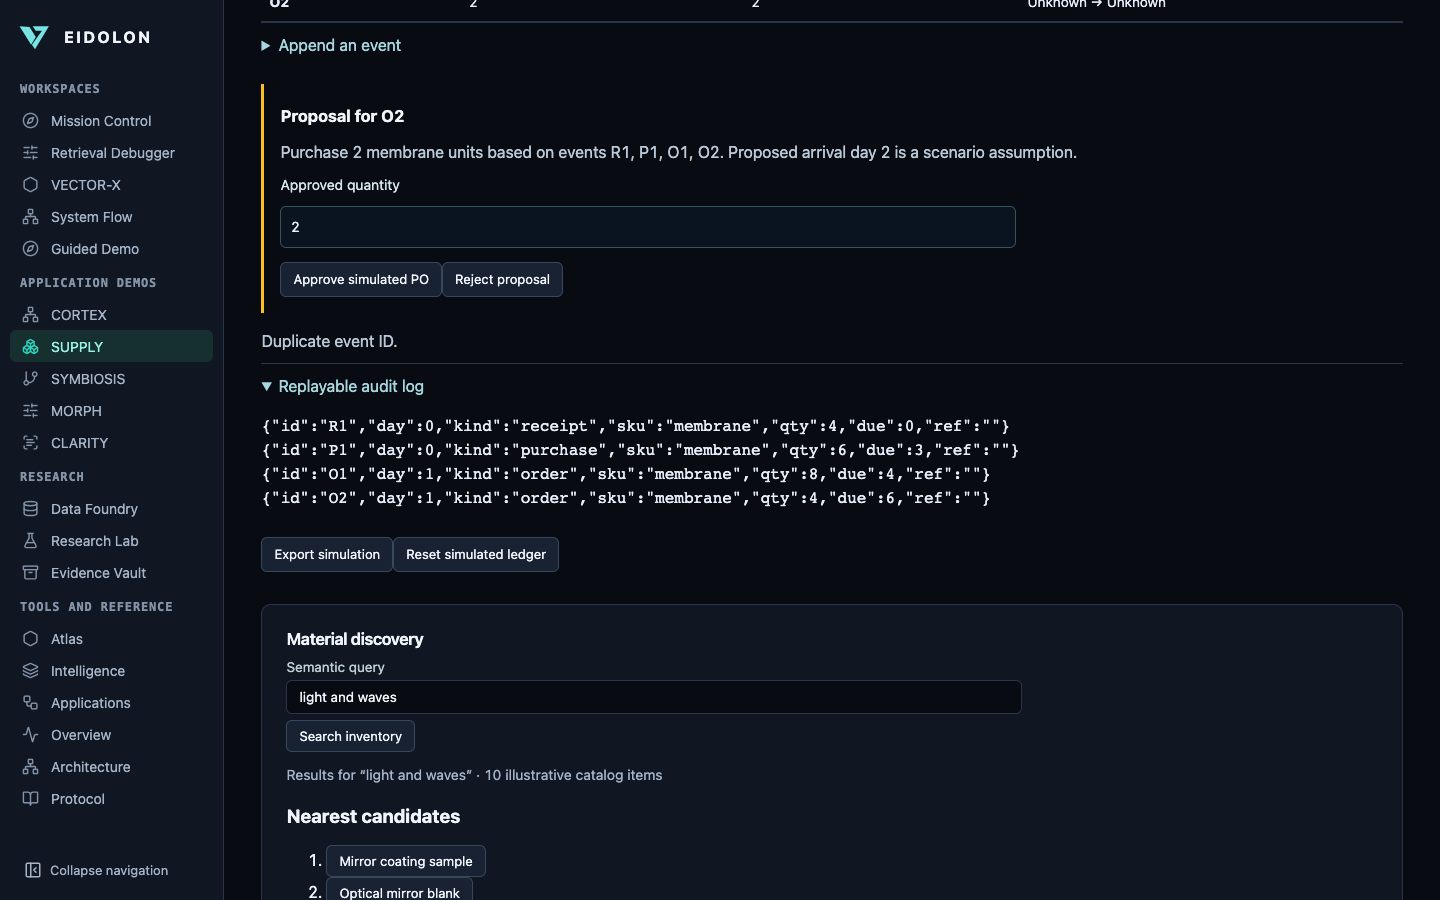 EIDOLON
WORKSPACES
Mission Control
Retrieval Debugger
VECTOR-X
System Flow
Guided Demo
APPLICATION DEMOS
CORTEX
SUPPLY
SYMBIOSIS
MORPH
CLARITY
RESEARCH
Data Foundry
Research Lab
Evidence Vault
TOOLS AND REFERENCE
Atlas
Intelligence
Applications
Overview
Architecture
Protocol
Collapse navigation
O2 2 2 Unknown → Unknown
Append an event
Proposal for O2
Purchase 2 membrane units based on events R1, P1, O1, O2. Proposed arrival day 2 is a scenario assumption.
Approved quantity
2
Approve simulated PO Reject proposal
Duplicate event ID.
Replayable audit log
{"id":"R1","day":0,"kind":"receipt","sku":"membrane","qty":4,"due":0,"ref":""}
{"id":"P1","day":0,"kind":"purchase","sku":"membrane","qty":6,"due":3,"ref":""}
{"id":"O1","day":1,"kind":"order","sku":"membrane","qty":8,"due":4,"ref":""}
{"id":"O2","day":1,"kind":"order","sku":"membrane","qty":4,"due":6,"ref":""}
Export simulation Reset simulated ledger
Material discovery
Semantic query
light and waves
Search inventory
Results for “light and waves” · 10 illustrative catalog items
Nearest candidates
1. Mirror coating sample
2. Optical mirror blank